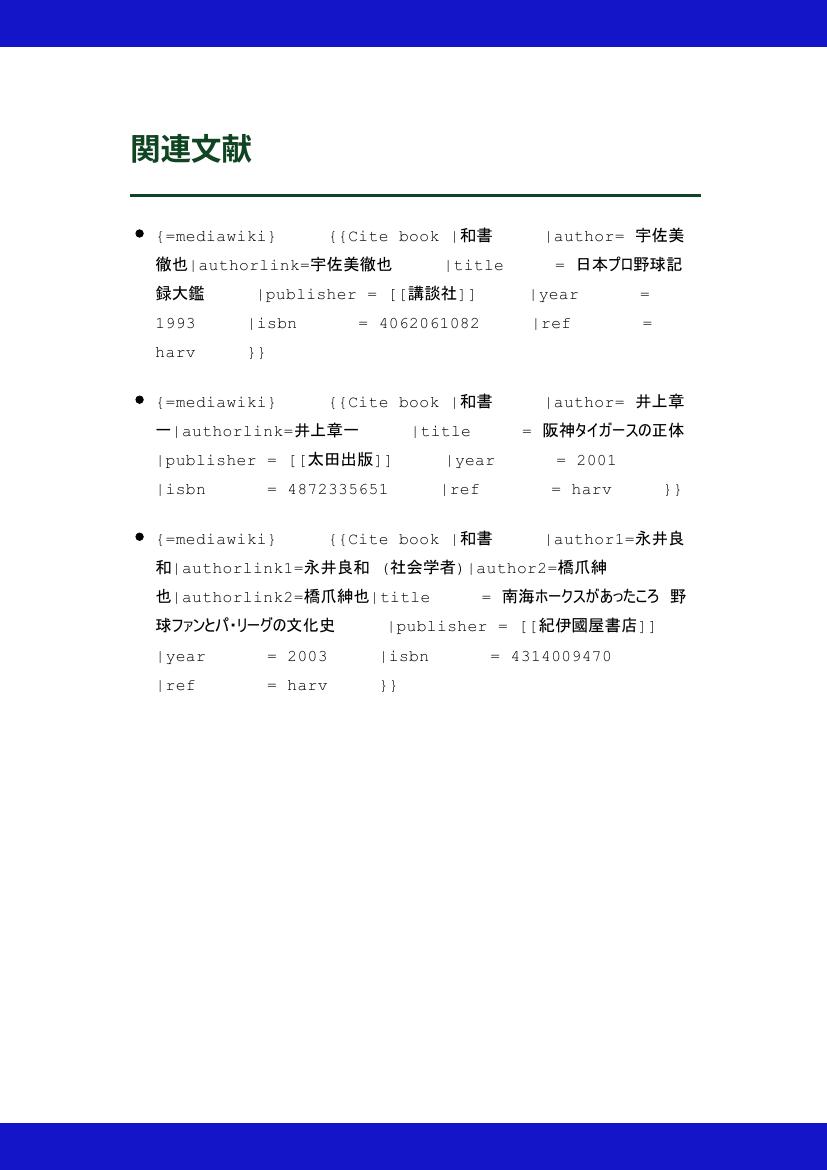 関連文献
• {=mediawiki} {{Cite book |和書 |author= 宇佐美
徹也|authorlink=宇佐美徹也 |title = 日本プロ野球記
録大鑑 |publisher = [[講談社]] |year =
1993 |isbn = 4062061082 |ref =
harv }}
• {=mediawiki} {{Cite book |和書 |author= 井上章
一|authorlink=井上章一 |title = 阪神タイガースの正体
|publisher = [[太田出版]] |year = 2001
|isbn = 4872335651 |ref = harv }}
• {=mediawiki} {{Cite book |和書 |author1=永井良
和|authorlink1=永井良和 (社会学者)|author2=橋爪紳
也|authorlink2=橋爪紳也|title = 南海ホークスがあったころ 野
球ファンとパ・リーグの文化史 |publisher = [[紀伊國屋書店]]
|year = 2003 |isbn = 4314009470
|ref = harv }}